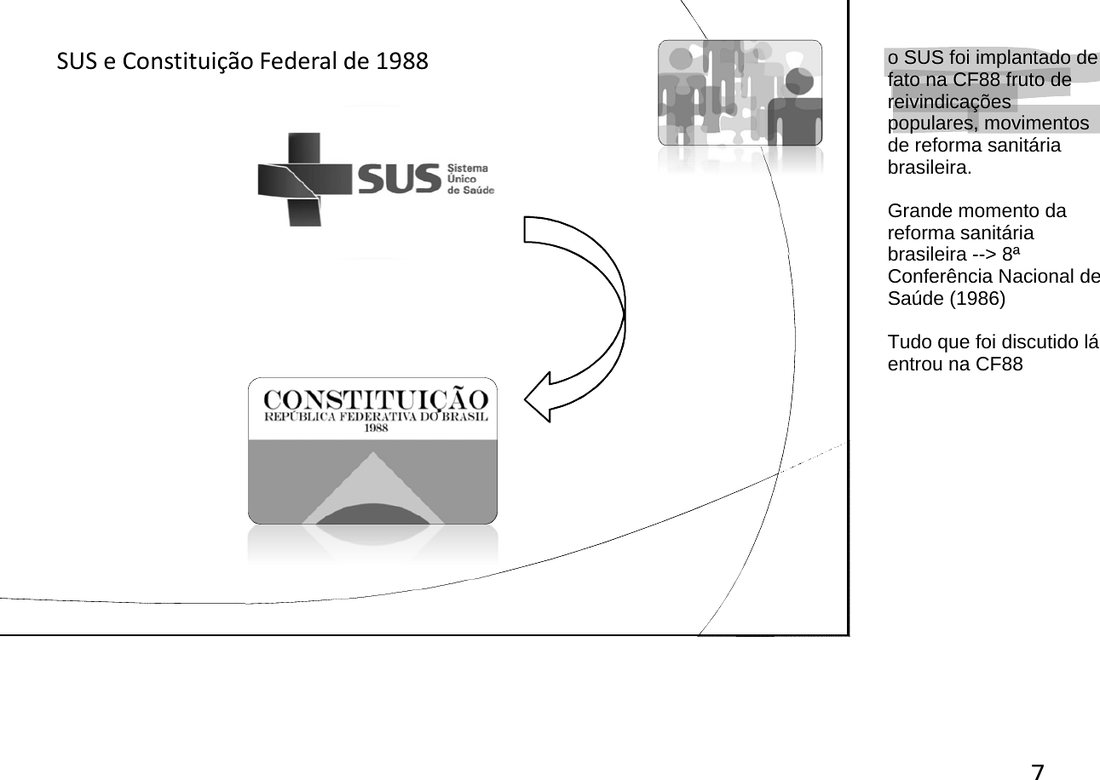 SUS e Constituição Federal de 1988
SUS Sistema
Único
de Saúde
CONSTITUIÇÃO
REPÚBLICA FEDERATIVA DO BRASIL
1988
o SUS foi implantado de
fato na CF88 fruto de
reivindicações
populares, movimentos
de reforma sanitária
brasileira.
Grande momento da
reforma sanitária
brasileira --> 8ª
Conferência Nacional de
Saúde (1986)
Tudo que foi discutido lá
entrou na CF88
7